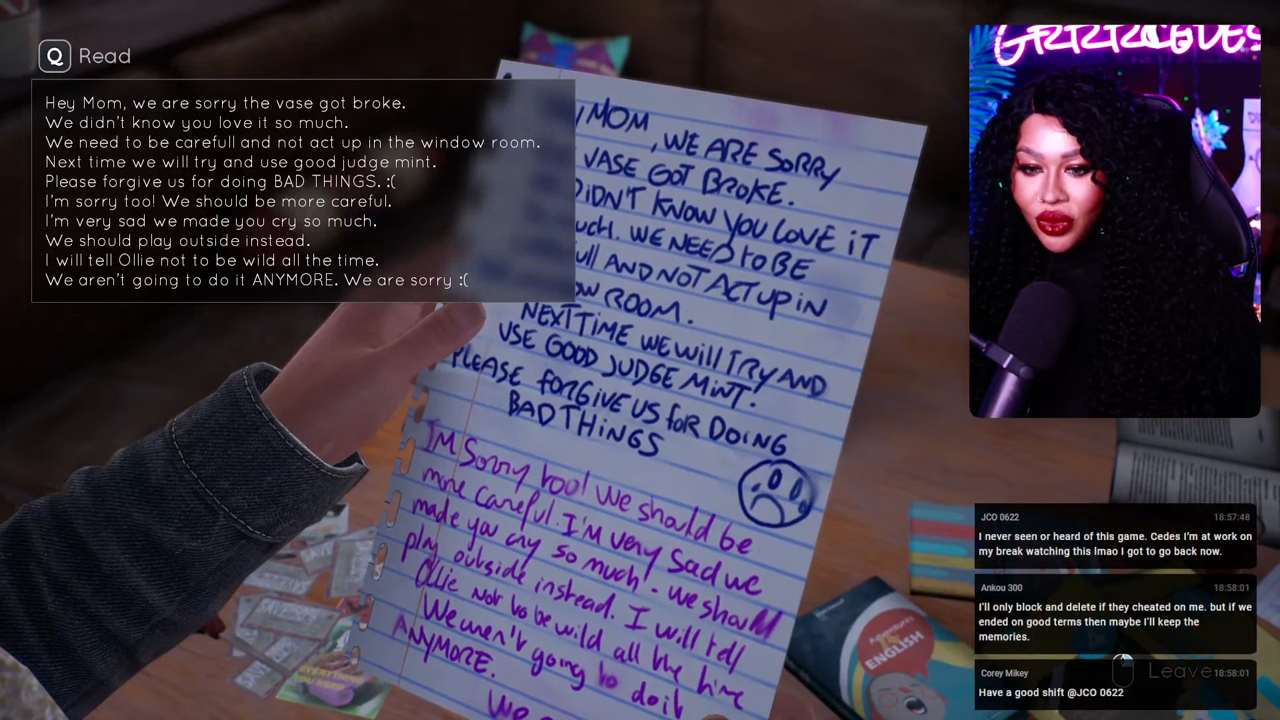 Q Read
Hey Mom, we are sorry the vase got broke.
We didn't know you love it so much.
We need to be carefull and not act up in the window room.
Next time we will try and use good judge mint.
Please forgive us for doing BAD THINGS. :(
I'm sorry too! We should be more careful.
I'm very sad we made you cry so much.
We should play outside instead.
I will tell Ollie not to be wild all the time.
We aren't going to do it ANYMORE. We are sorry :(
MOM, WE ARE SORRY
VASE GOT BROKE.
DIDN'T KNOW YOU LOVE iT
uch. WE NEED to BE
ull AND NOT ACT UP iN
OW ROOM.
NEXT TIME WE Will TRY AND
USE GOOD JUDGE MiNT.
PLEASE FORGIVE US foR DOING
BAD THiNGS
I'M Sorry too! We should be
more careful. I'm very sad we
made you cry so much. We should
play outside instead. I will tell
Ollie not to be wild all the time
We aren't going to do it
ANYMORE.
We
Adventures
ENGLISH
GRRRLCEDES
JCO 0622 18:57:48
I never seen or heard of this game. Cedes I'm at work on
my break watching this lmao I got to go back now.
Ankou 300 18:58:01
I'll only block and delete if they cheated on me. but if we
ended on good terms then maybe I'll keep the
memories.
Leave
Corey Mikey 18:58:01
Have a good shift @JCO 0622